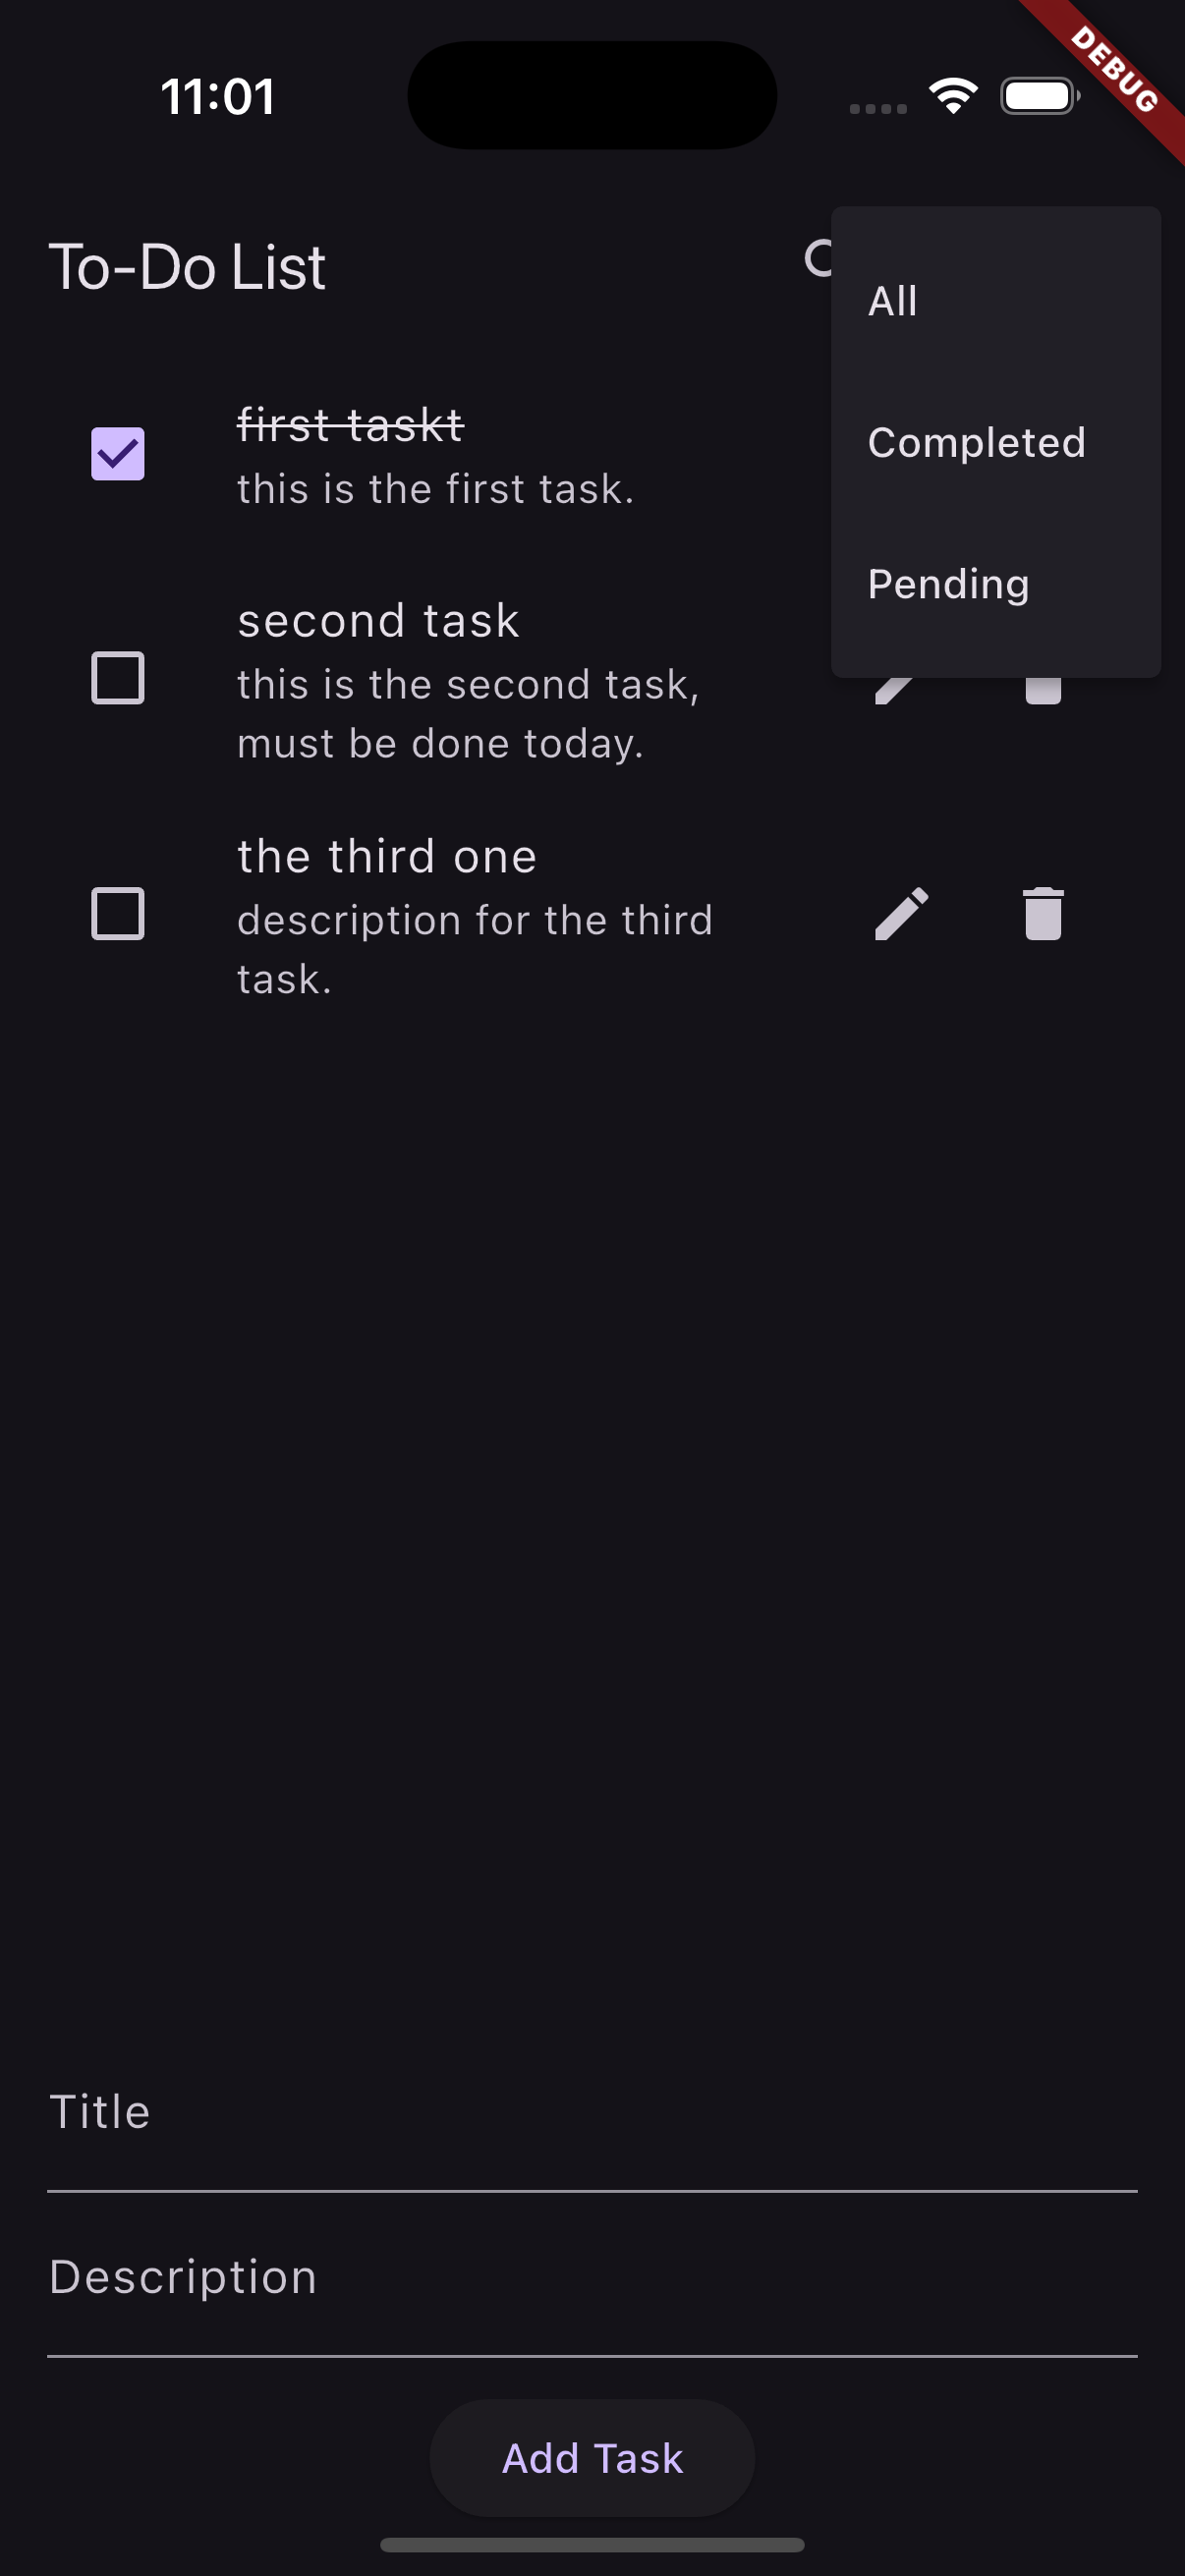 11:01
DEBUG
To-Do List
All
Completed
Pending
first taskt
this is the first task.
second task
this is the second task,
must be done today.
the third one
description for the third
task.
Title
Description
Add Task